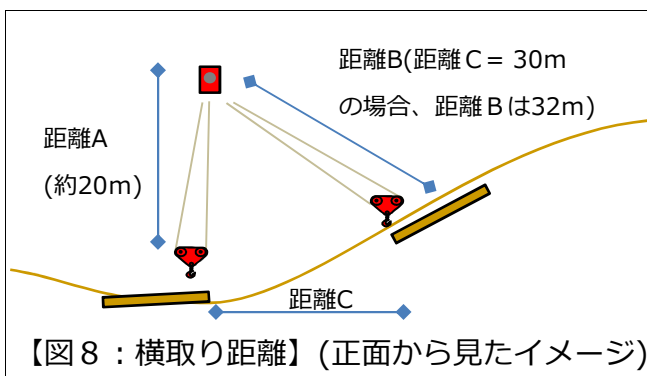 距離B(距離C= 30m
の場合、距離Bは32m)
距離A
(約20m)
距離C
【図8：横取り距離】(正面から見たイメージ)